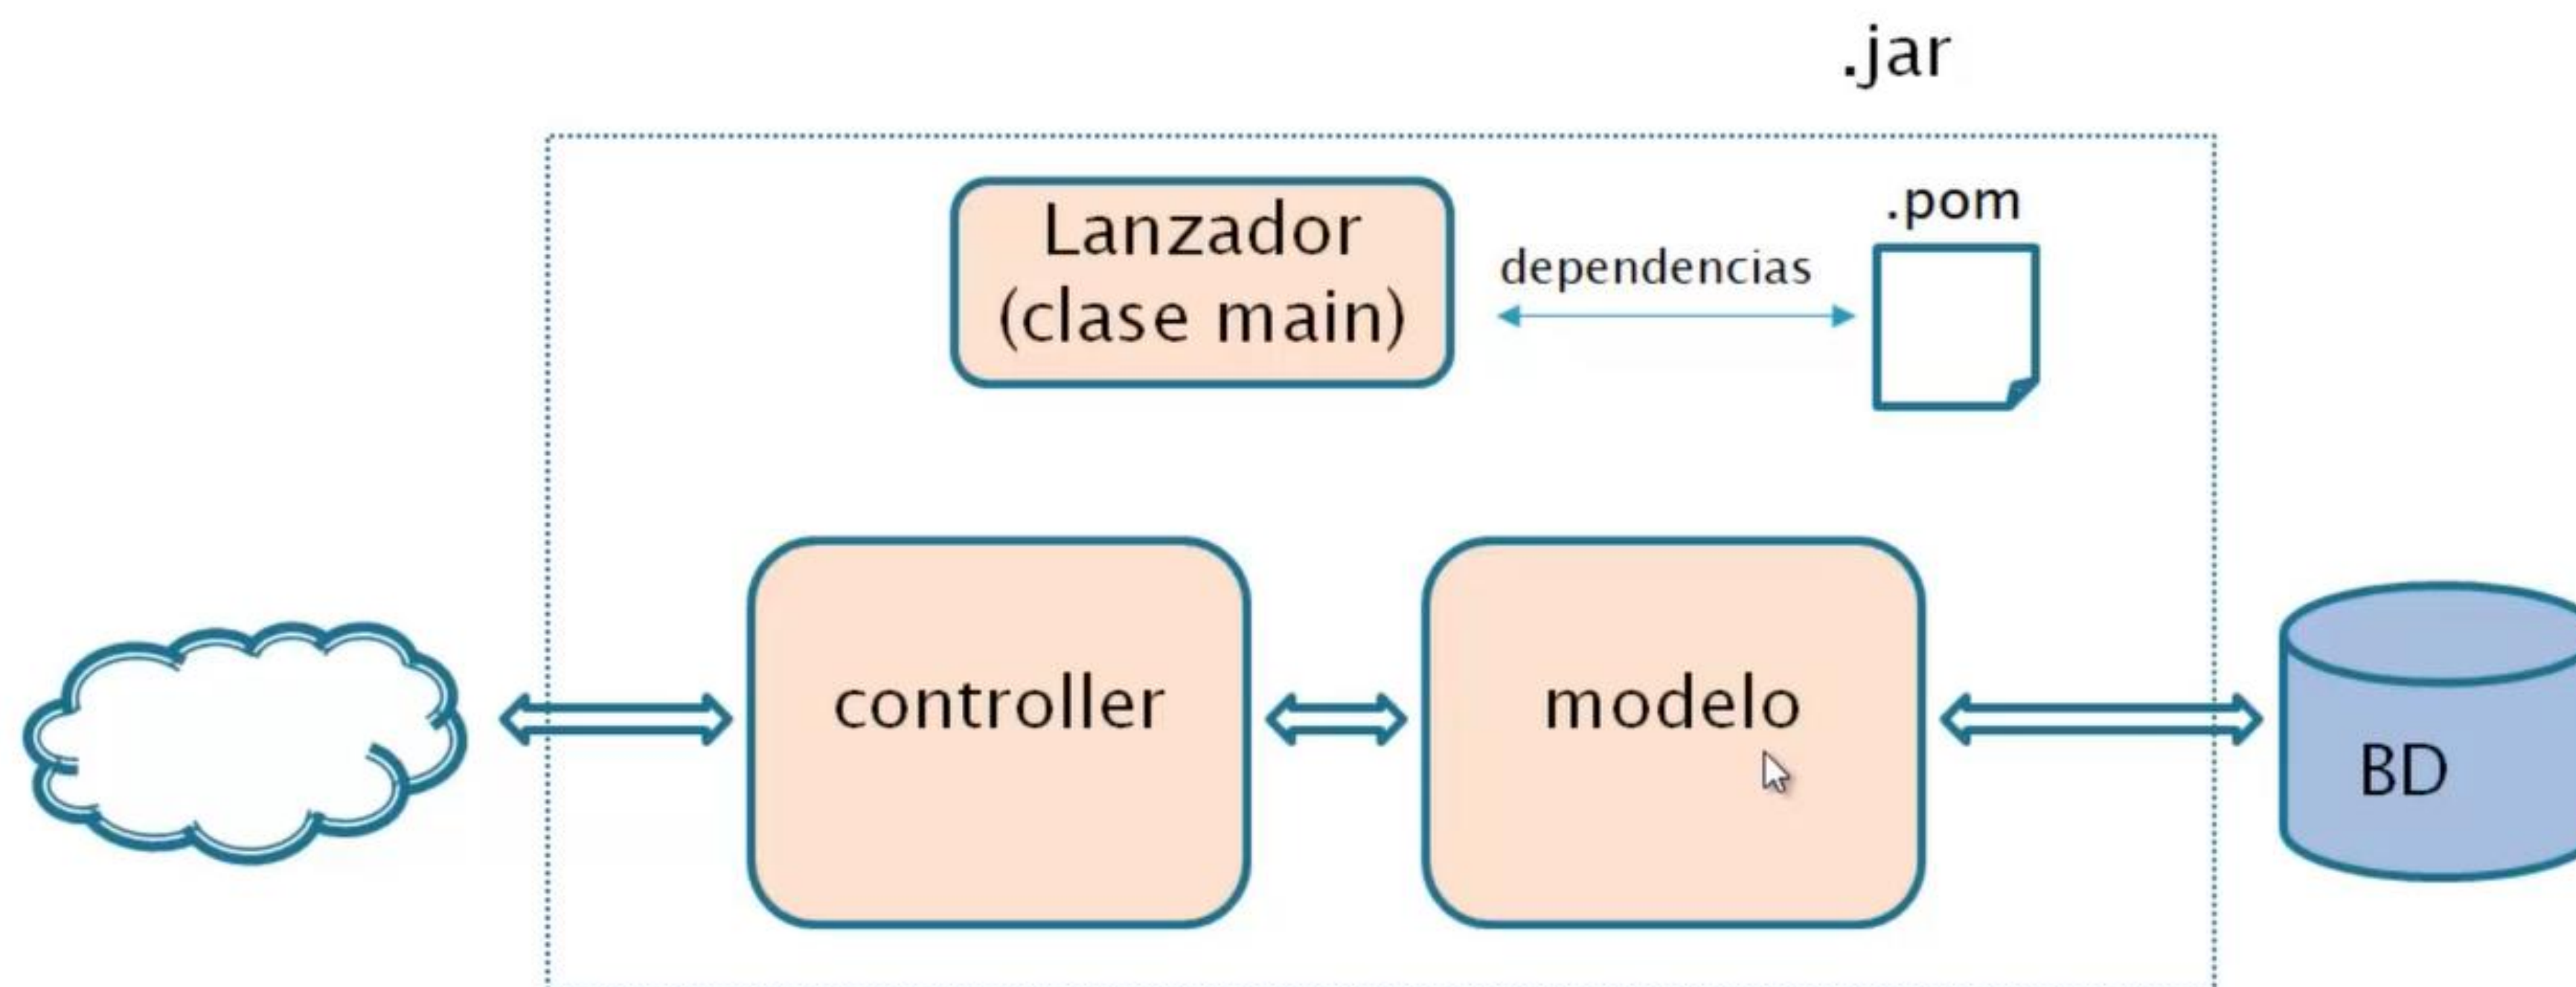 .jar
Lanzador
(clase main)
dependencias
.pom
controller
modelo
BD